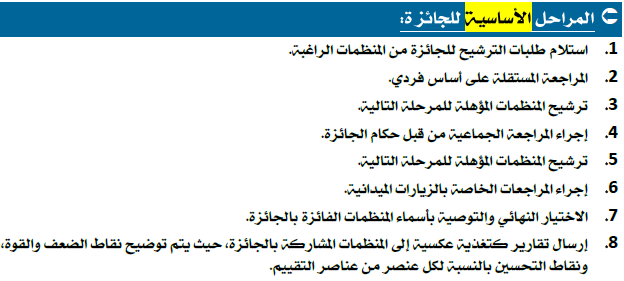 ➲ المراحل الأساسية للجائزة:
1. استلام طلبات الترشيح للجائزة من المنظمات الراغبة.
2. المراجعة المستقلة على أساس فردي.
3. ترشيح المنظمات المؤهلة للمرحلة التالية.
4. إجراء المراجعة الجماعية من قبل حكام الجائزة.
5. ترشيح المنظمات المؤهلة للمرحلة التالية.
6. إجراء المراجعات الخاصة بالزيارات الميدانية.
7. الاختيار النهائي والتوصية بأسماء المنظمات الفائزة بالجائزة.
8. إرسال تقارير كتغذية عكسية إلى المنظمات المشاركة بالجائزة، حيث يتم توضيح نقاط الضعف والقوة،
ونقاط التحسين بالنسبة لكل عنصر من عناصر التقييم.